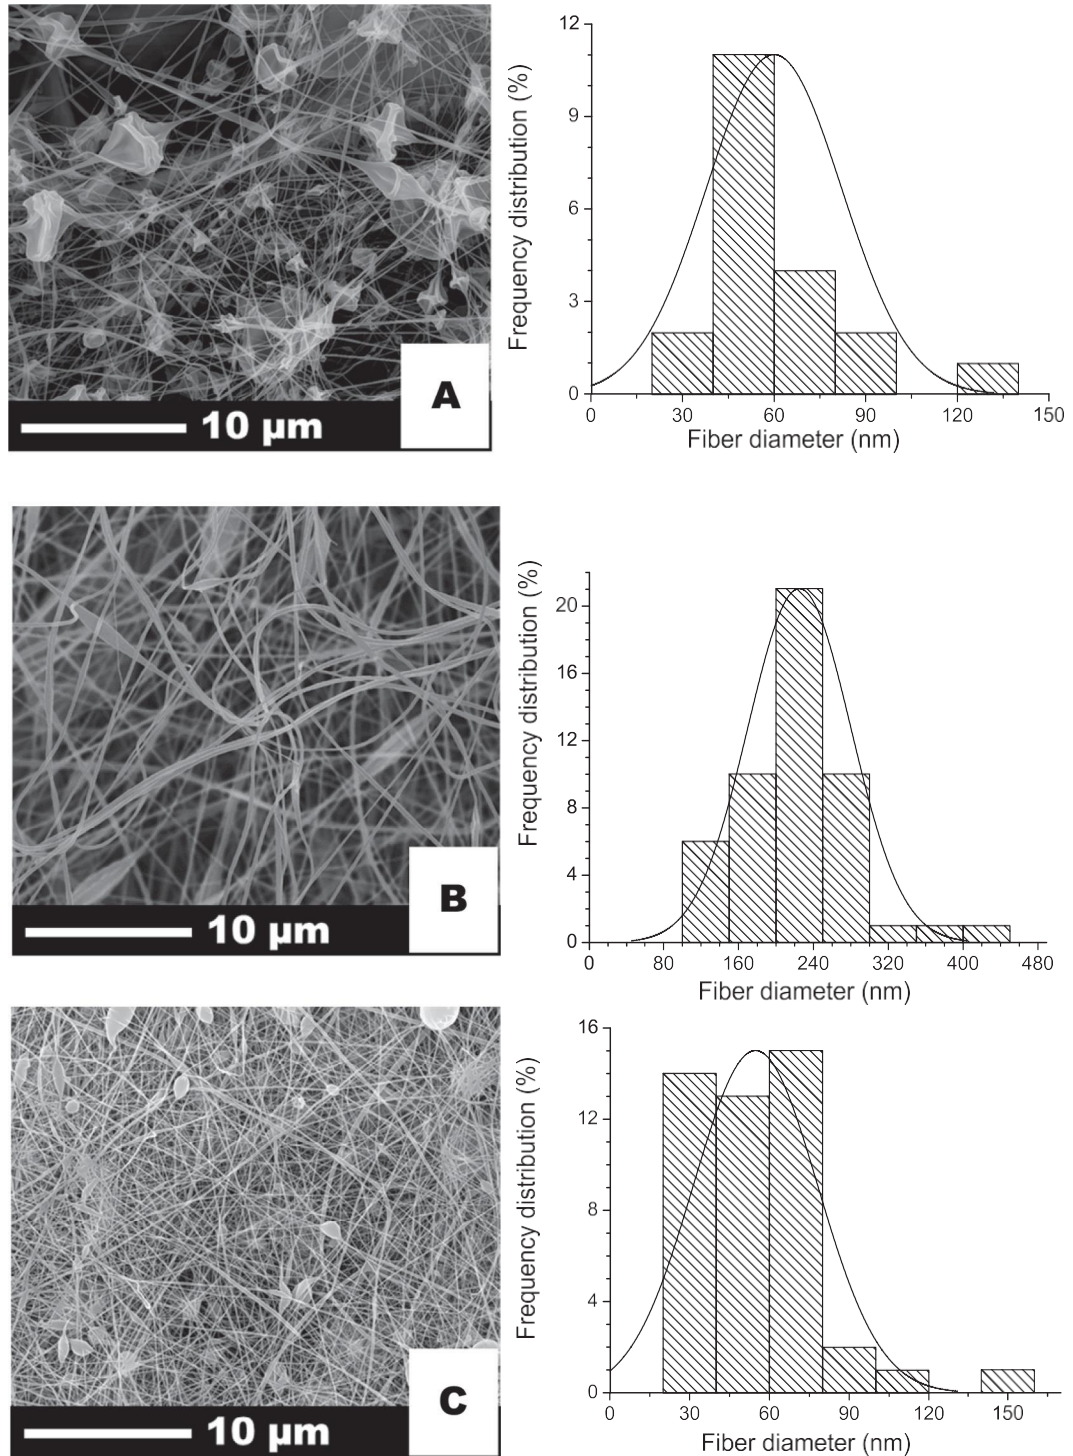 12
9
6
3
0
Frequency distribution (%)
0 30 60 90 120 150
Fiber diameter (nm)
A
10 µm
20
16
12
8
4
0
Frequency distribution (%)
0 80 160 240 320 400 480
Fiber diameter (nm)
B
10 µm
16
12
8
4
0
Frequency distribution (%)
0 30 60 90 120 150
Fiber diameter (nm)
C
10 µm